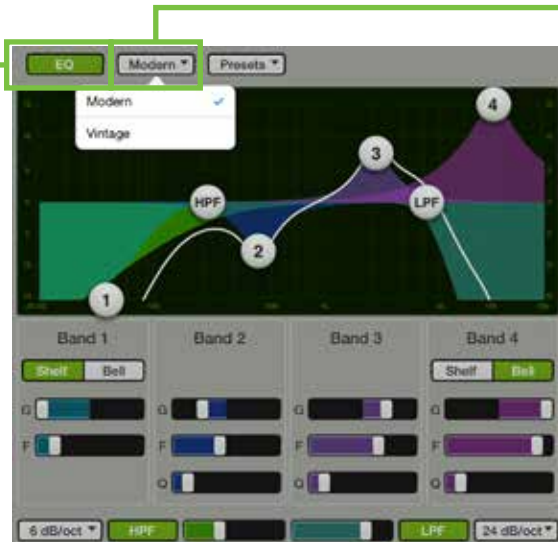 EQ Modern Presets
Modern
Vintage
4
3
HPF LPF
2
1
Band 1 Band 2 Band 3 Band 4
Shelf Bell Shelf Bell
G G G G
F F F F
Q Q Q
6 dB/oct HPF LPF 24 dB/oct